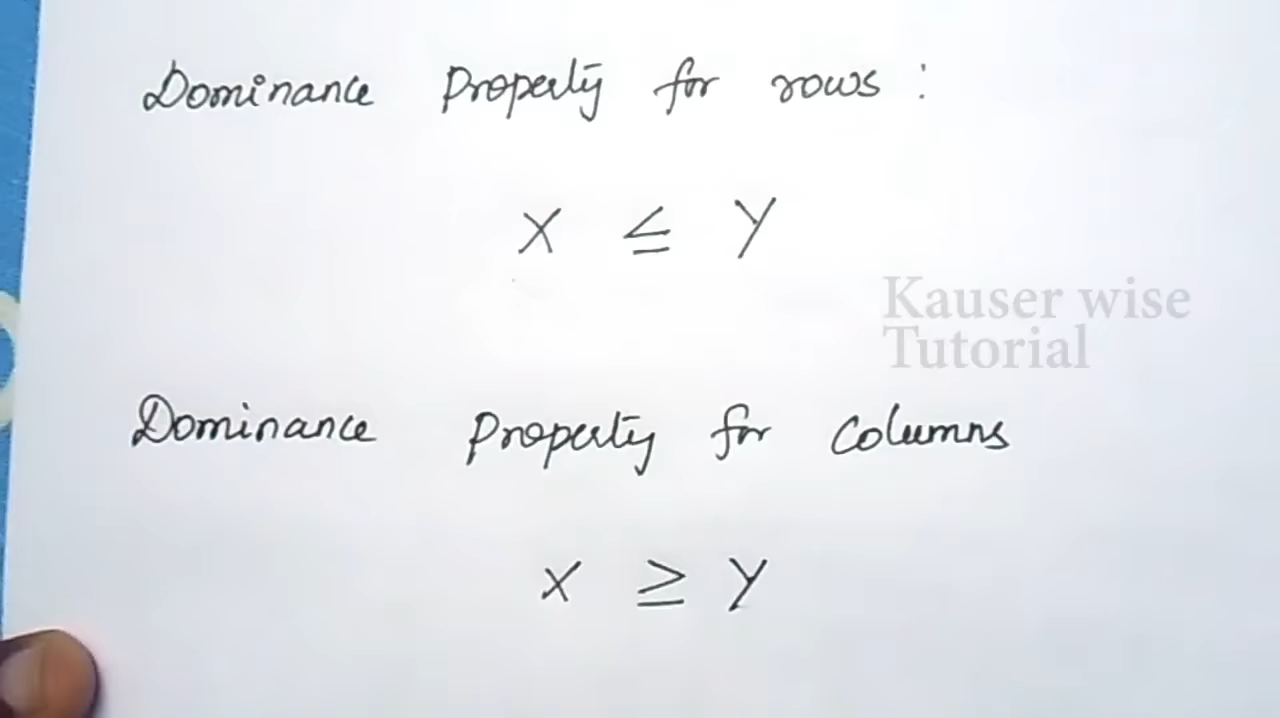 Dominance Property for rows :
X ≤ Y
Kauser wise
Tutorial
Dominance Property for Columns
X ≥ Y